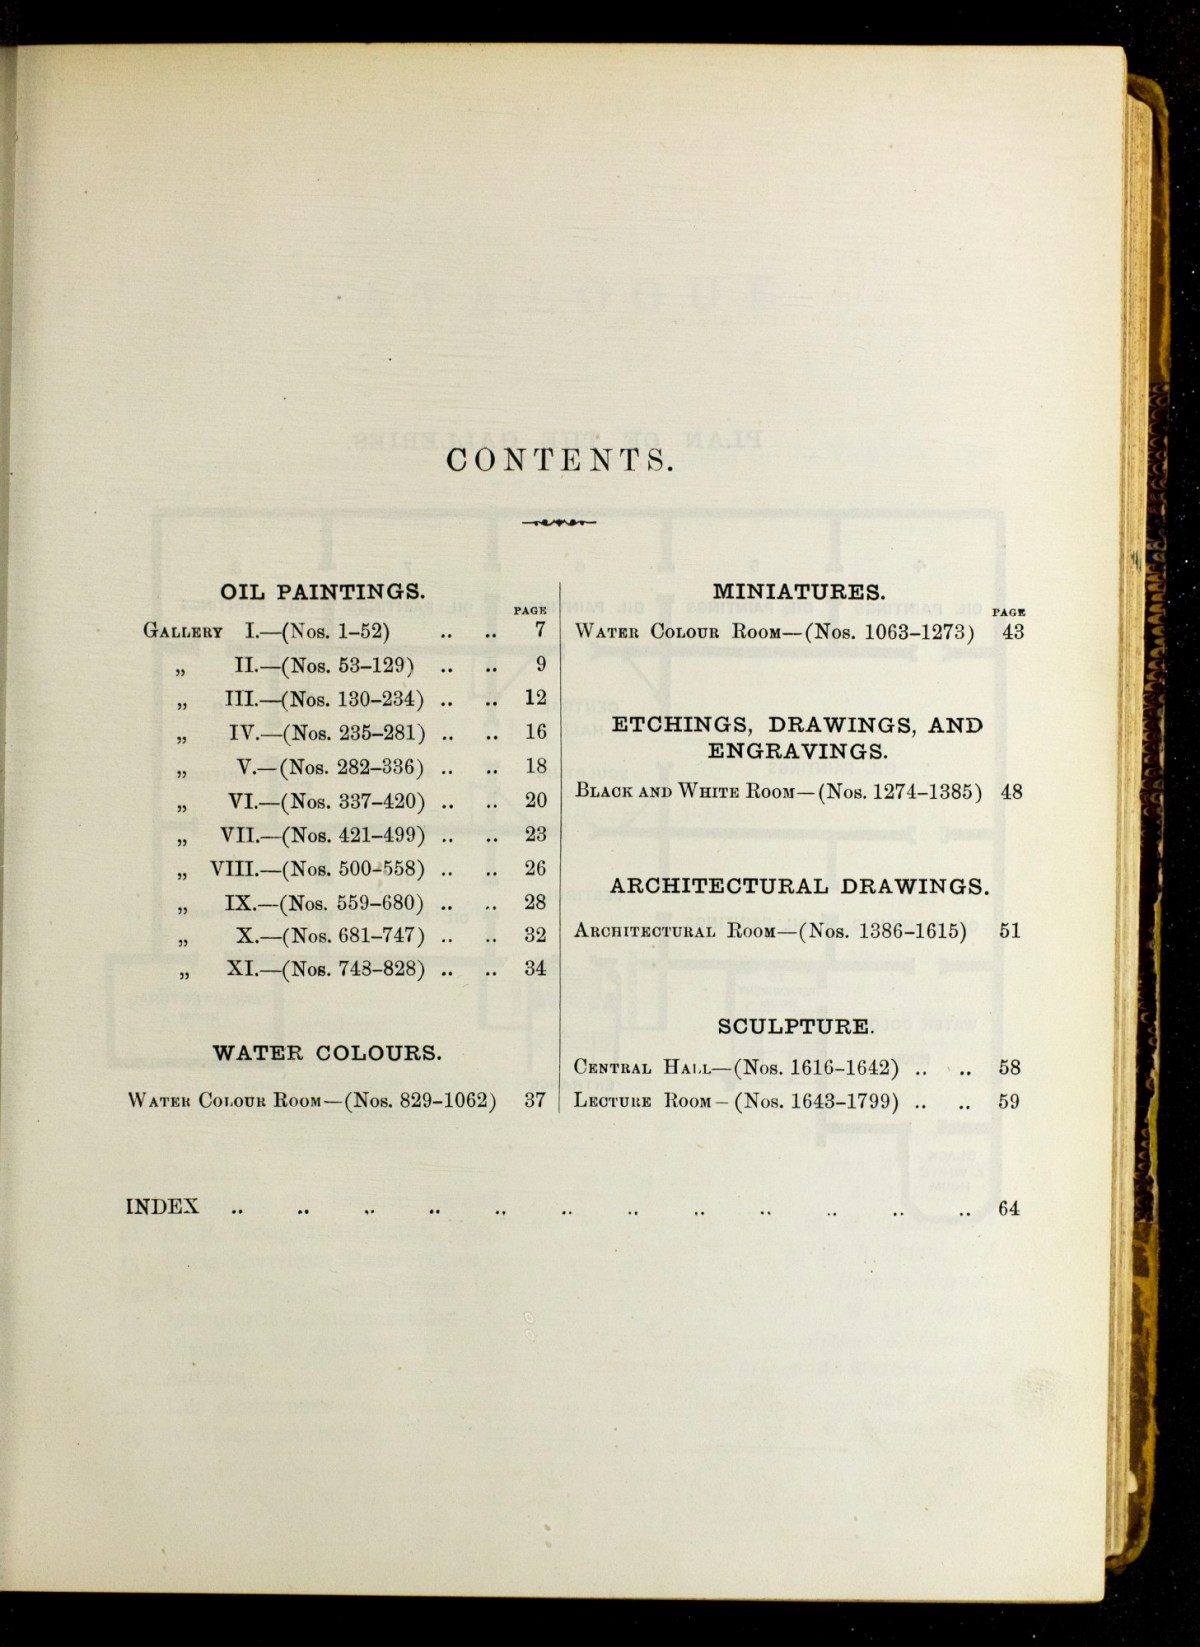 CONTENTS.
OIL PAINTINGS.
PAGE
GALLERY I.—(Nos. 1–52) .. .. 7
„ II.—(Nos. 53–129) .. .. 9
„ III.—(Nos. 130–234) .. .. 12
„ IV.—(Nos. 235–281) .. .. 16
„ V.—(Nos. 282–336) .. .. 18
„ VI.—(Nos. 337–420) .. .. 20
„ VII.—(Nos. 421–499) .. .. 23
„ VIII.—(Nos. 500–558) .. .. 26
„ IX.—(Nos. 559–680) .. .. 28
„ X.—(Nos. 681–747) .. .. 32
„ XI.—(Nos. 748–828) .. .. 34
WATER COLOURS.
WATER COLOUR ROOM—(Nos. 829–1062) 37
MINIATURES.
PAGE
WATER COLOUR ROOM—(Nos. 1063–1273) 43
ETCHINGS, DRAWINGS, AND
ENGRAVINGS.
BLACK AND WHITE ROOM—(Nos. 1274–1385) 48
ARCHITECTURAL DRAWINGS.
ARCHITECTURAL ROOM—(Nos. 1386–1615) 51
SCULPTURE.
CENTRAL HALL—(Nos. 1616–1642) .. .. 58
LECTURE ROOM–(Nos. 1643–1799) .. .. 59
INDEX .. .. .. .. .. .. .. .. .. .. .. .. 64